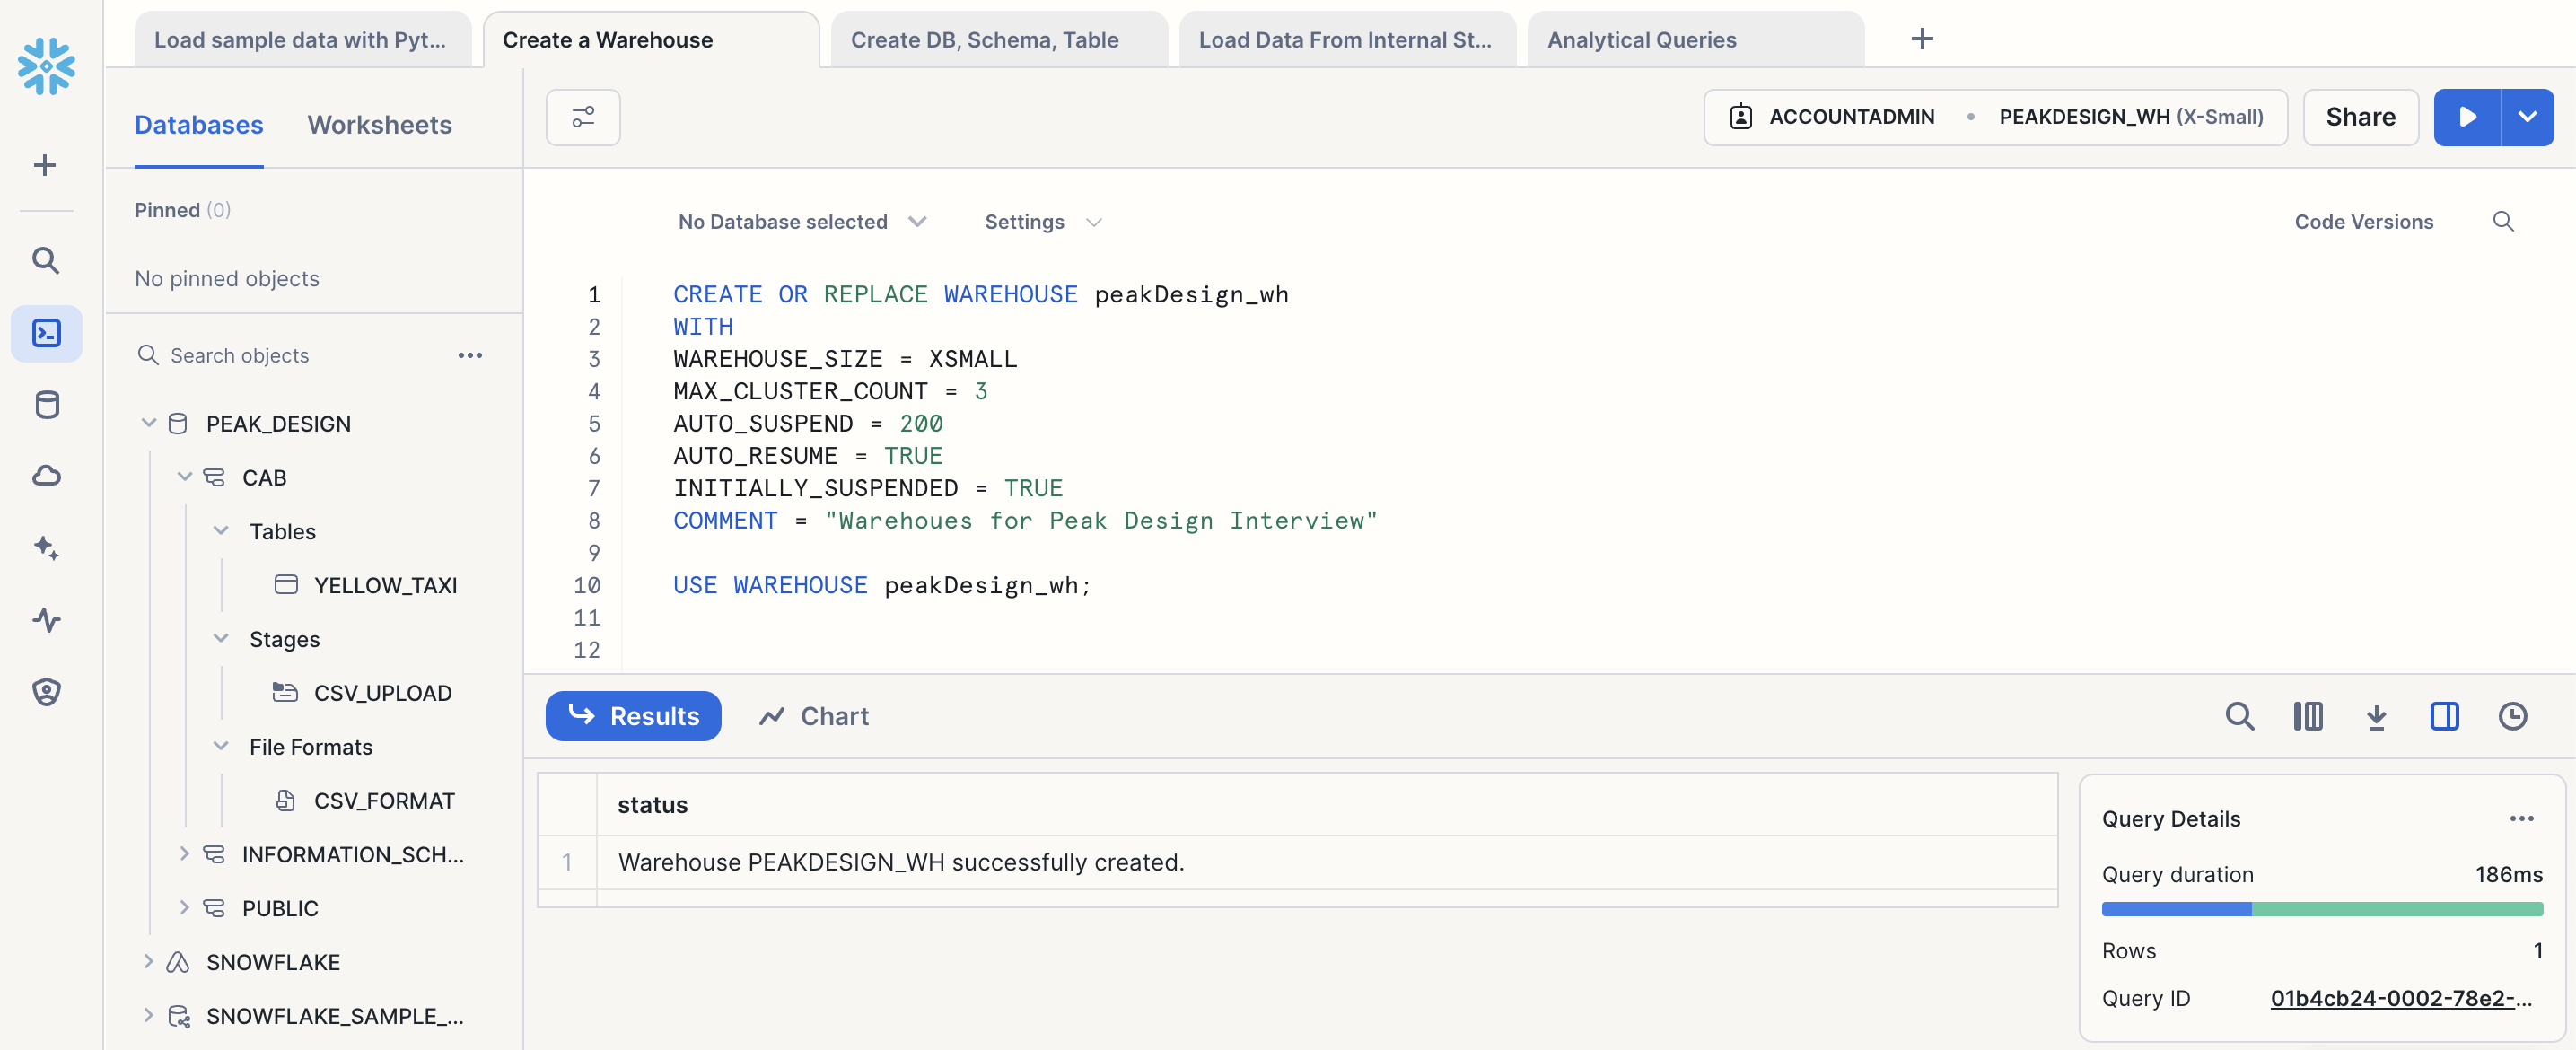 Load sample data with Pyt...
Create a Warehouse
Create DB, Schema, Table
Load Data From Internal St...
Analytical Queries
Databases
Worksheets
ACCOUNTADMIN • PEAKDESIGN_WH (X-Small)
Share
Pinned (0)
No pinned objects
Search objects
PEAK_DESIGN
CAB
Tables
YELLOW_TAXI
Stages
CSV_UPLOAD
File Formats
CSV_FORMAT
INFORMATION_SCH...
PUBLIC
SNOWFLAKE
SNOWFLAKE_SAMPLE_...
No Database selected
Settings
Code Versions
1 CREATE OR REPLACE WAREHOUSE peakDesign_wh
2 WITH
3 WAREHOUSE_SIZE = XSMALL
4 MAX_CLUSTER_COUNT = 3
5 AUTO_SUSPEND = 200
6 AUTO_RESUME = TRUE
7 INITIALLY_SUSPENDED = TRUE
8 COMMENT = "Warehoues for Peak Design Interview"
9
10 USE WAREHOUSE peakDesign_wh;
11
12
Results
Chart
status
1 Warehouse PEAKDESIGN_WH successfully created.
Query Details
Query duration 186ms
Rows 1
Query ID 01b4cb24-0002-78e2-...